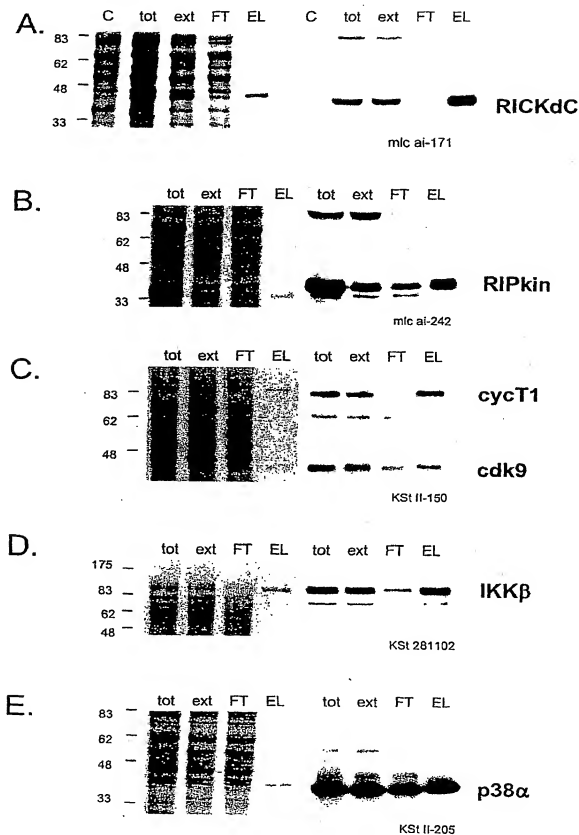 A.
C tot ext FT EL C tot ext FT EL
83
62
48
33
RICKdC
mlc ai-171
B.
tot ext FT EL tot ext FT EL
83
62
48
33
RIPkin
mlc ai-242
C.
tot ext FT EL tot ext FT EL
83
62
48
cycT1
cdk9
KSt II-150
D.
tot ext FT EL tot ext FT EL
175
83
62
48
IKKβ
KSt 281102
E.
tot ext FT EL tot ext FT EL
83
62
48
33
p38α
KSt II-205